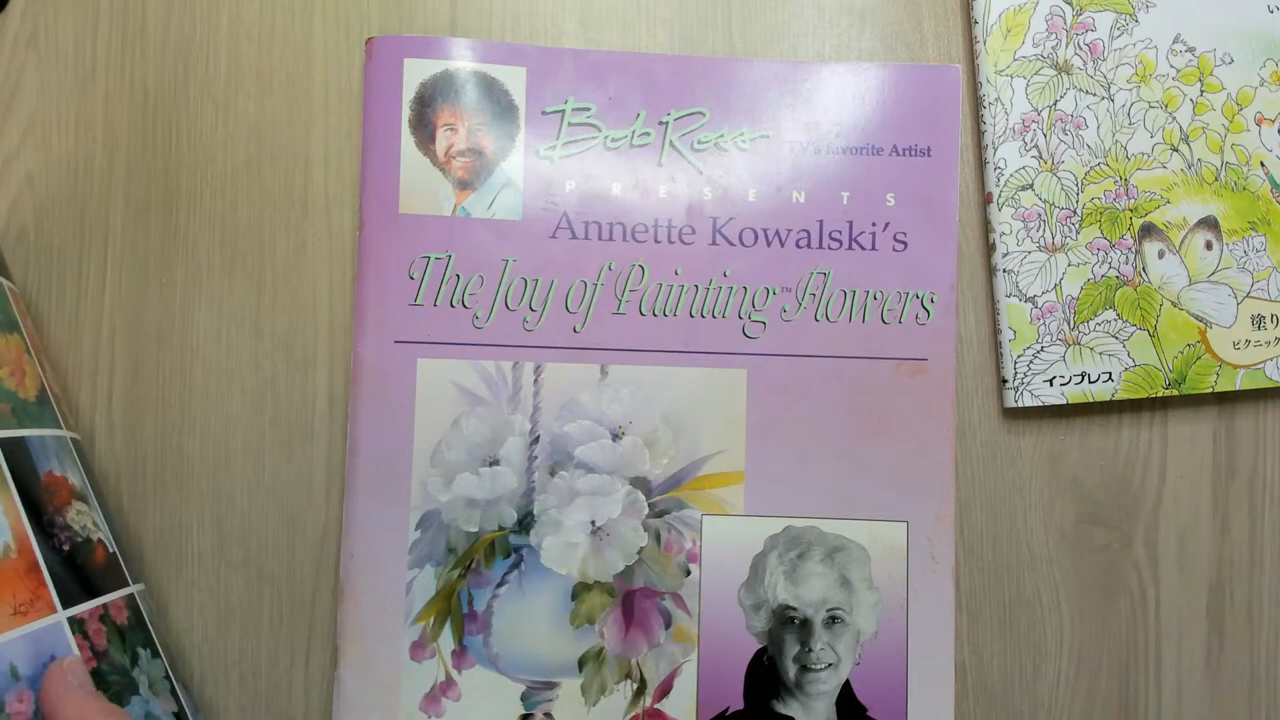 Bob Ross TV's favorite Artist
PRESENTS
Annette Kowalski's
The Joy of Painting™ Flowers
塗り
ピクニック
インプレス